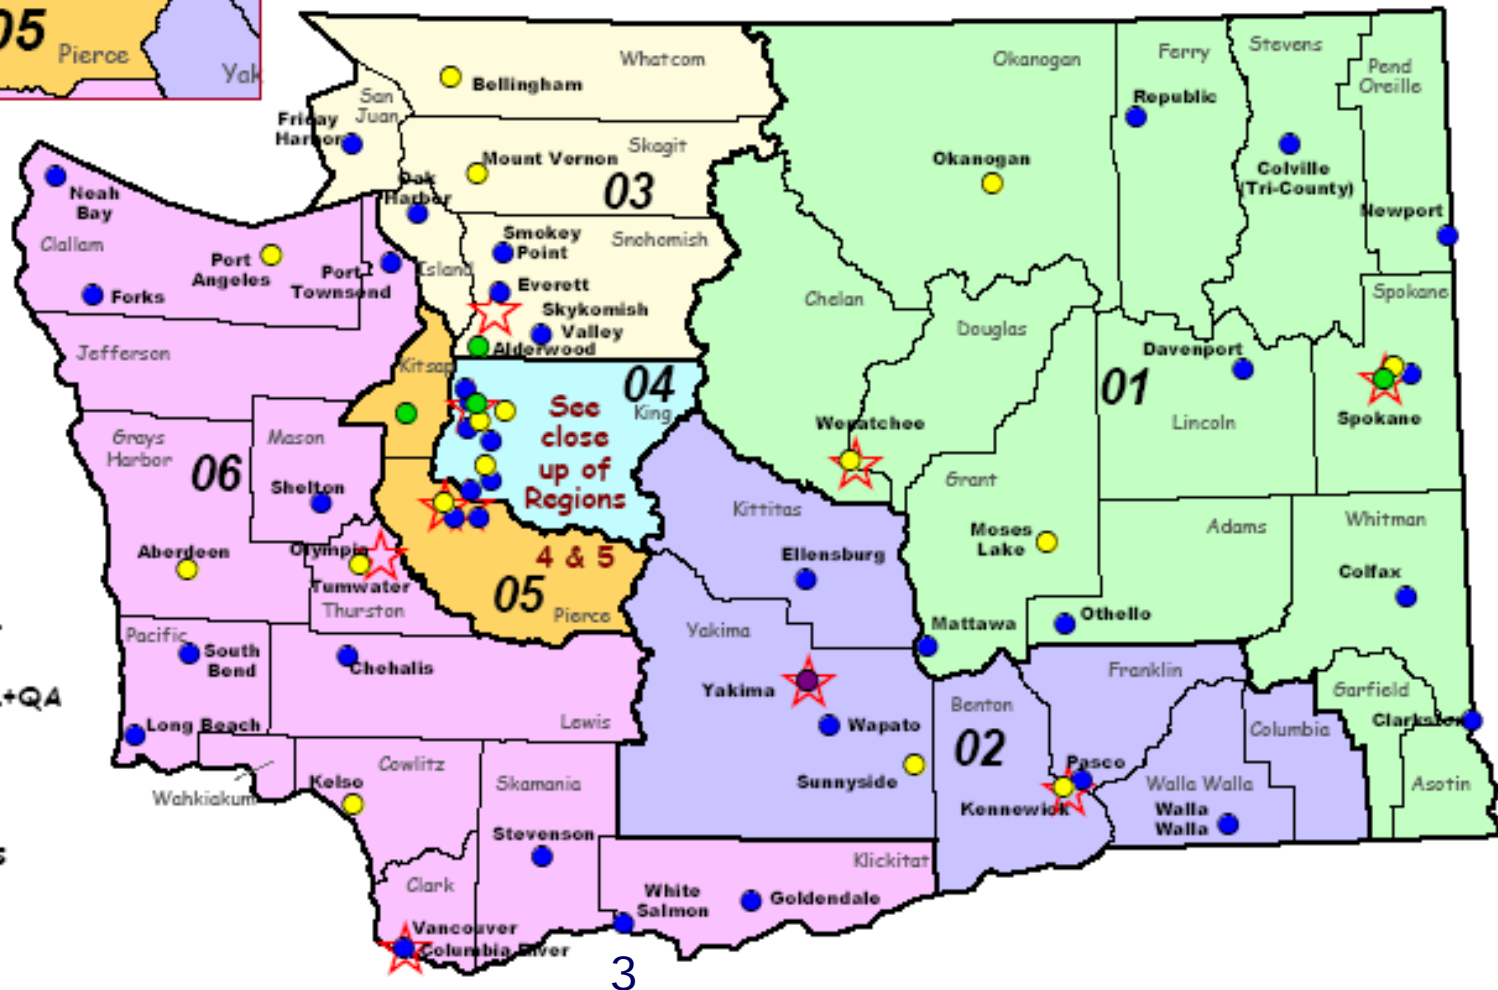 05
Pierce
Yak
Whatcom
Okanogan
Ferry
Stevens
Pend
Oreille
Bellingham
San
Juan
Republic
Friday
Harbor
Skagit
Mount Vernon
Okanogan
Colville
(Tri-County)
Oak
Harbor
03
Neah
Bay
Newport
Clallam
Smokey
Point
Snohomish
Port
Angeles
Port
Townsend
Island
Forks
Everett
Chelan
Spokane
Skykomish
Valley
Douglas
Jefferson
Alderwood
Davenport
Kitsap
04
King
01
See
close
up of
Regions
4 & 5
Wenatchee
Lincoln
Spokane
Grays
Harbor
Mason
06
Shelton
Grant
Kittitas
Moses
Lake
Adams
Whitman
Aberdeen
Olympia
Ellensburg
Tumwater
Thurston
05
Pierce
Colfax
Othello
Mattawa
Pacific
South
Bend
Chehalis
Yakima
Franklin
+QA
Yakima
Garfield
Benton
Long Beach
Lewis
Wapato
Columbia
Clarkston
02
Cowlitz
Skamania
Sunnyside
Pasco
Kelso
Wahkiakum
Kennewick
Walla Walla
Walla
Walla
Asotin
Stevenson
s
Klickitat
Clark
White
Salmon
Goldendale
Vancouver
Columbia River
3